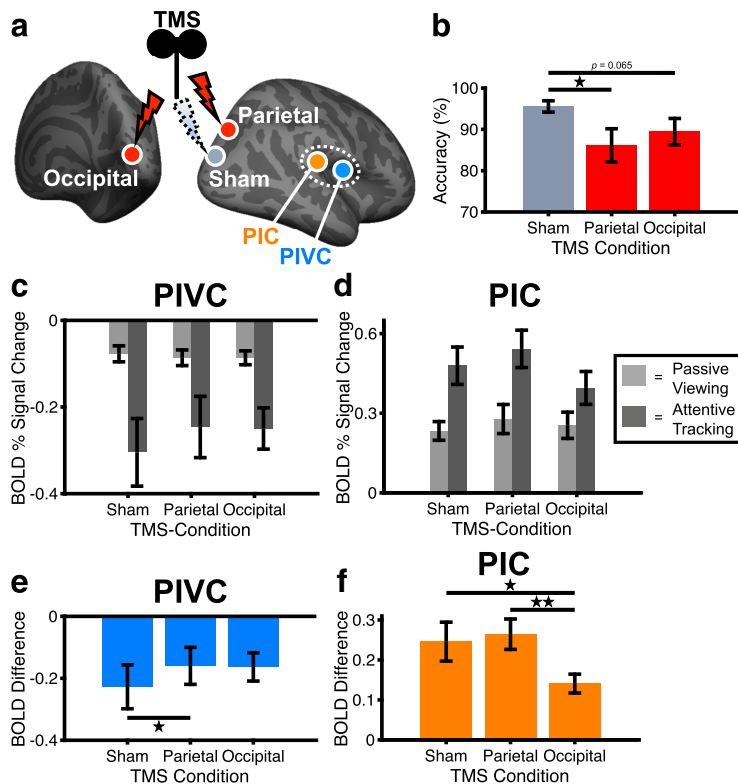 a
TMS
Parietal
Occipital
Sham
PIC
PIVC
b
p = 0.065
★
Accuracy (%)
100
90
80
70
Sham Parietal Occipital
TMS Condition
c
PIVC
BOLD % Signal Change
0
-0.2
-0.4
Sham Parietal Occipital
TMS-Condition
d
PIC
BOLD % Signal Change
0.6
0.3
0
Sham Parietal Occipital
TMS-Condition
= Passive
Viewing
= Attentive
Tracking
e
PIVC
BOLD Difference
0
-0.2
-0.4
★
Sham Parietal Occipital
TMS Condition
f
PIC
★
★★
BOLD Difference
0.3
0.2
0.1
0
Sham Parietal Occipital
TMS Condition